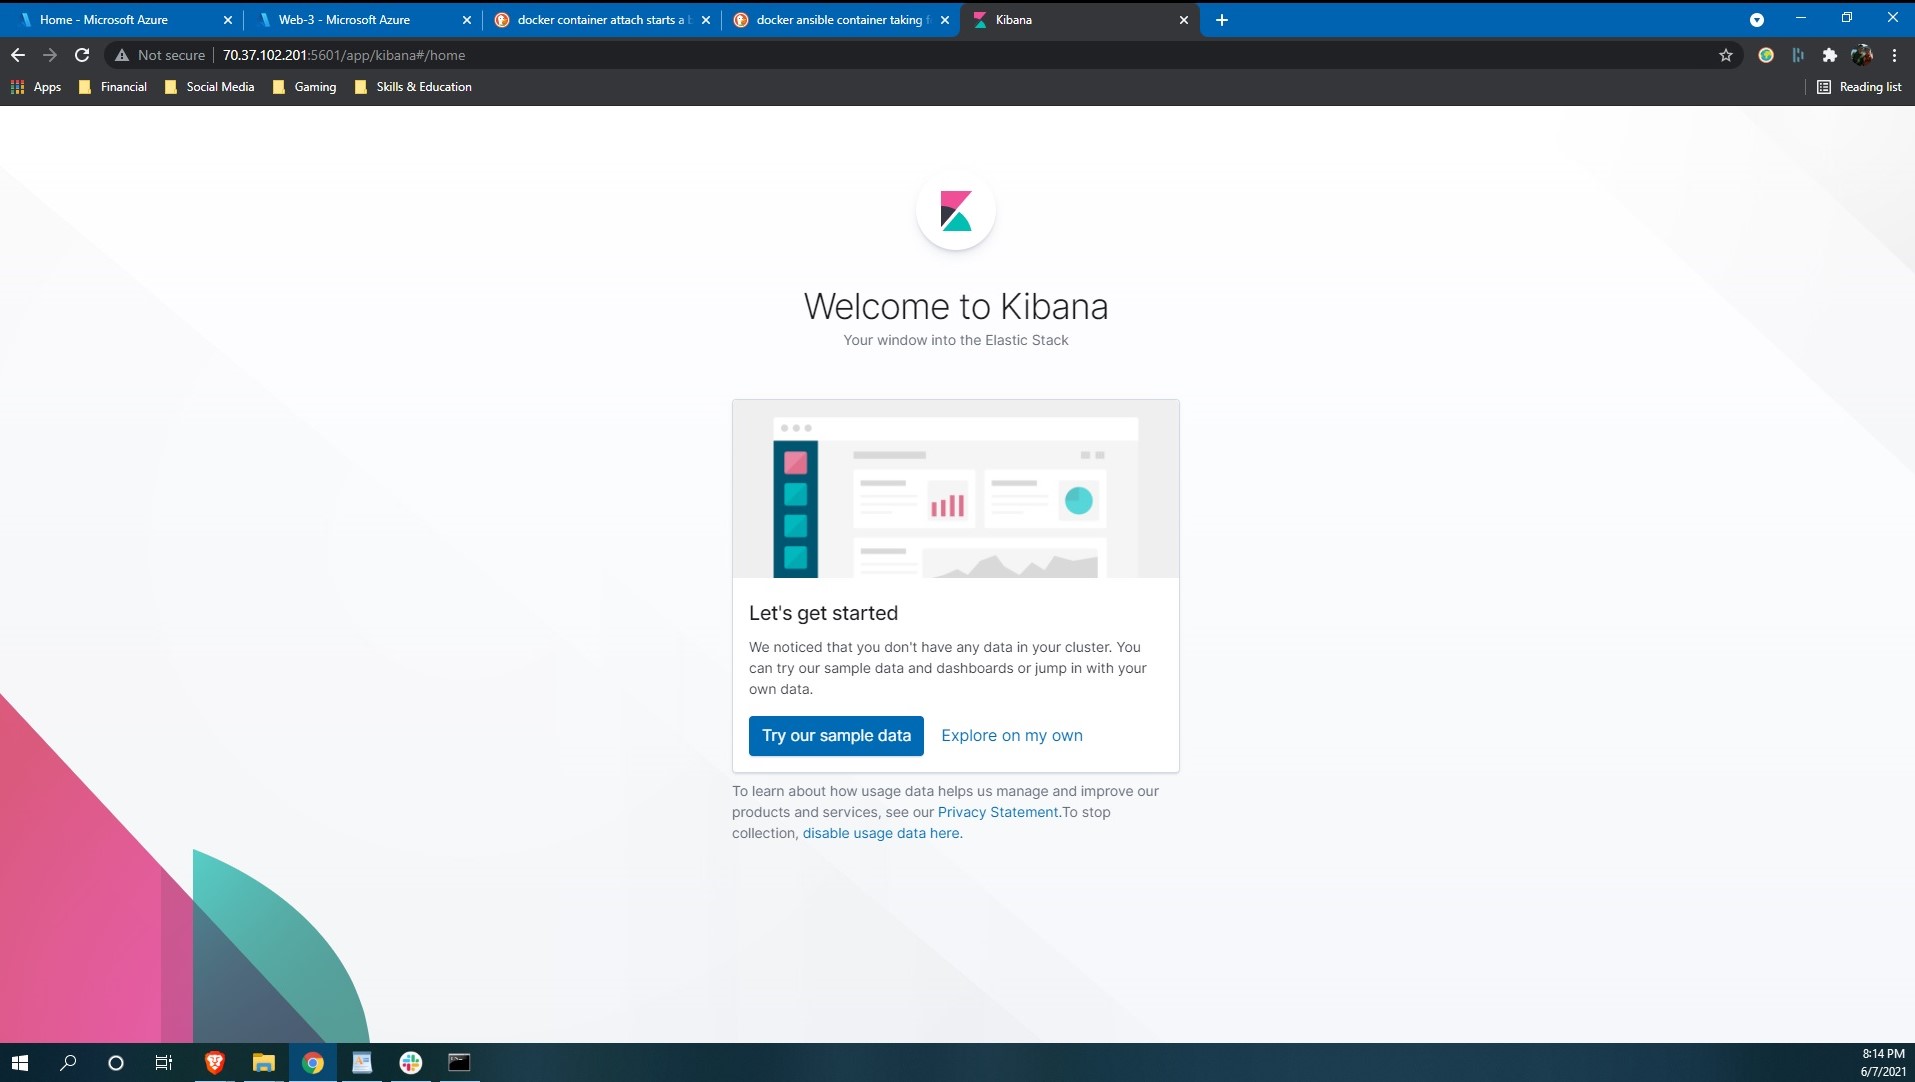 Home - Microsoft Azure
Web-3 - Microsoft Azure
docker container attach starts a b
docker ansible container taking f
Kibana
Not secure
70.37.102.201:5601/app/kibana#/home
Apps
Financial
Social Media
Gaming
Skills & Education
Reading list
Welcome to Kibana
Your window into the Elastic Stack
Let's get started
We noticed that you don't have any data in your cluster. You
can try our sample data and dashboards or jump in with your
own data.
Try our sample data
Explore on my own
To learn about how usage data helps us manage and improve our
products and services, see our Privacy Statement.To stop
collection, disable usage data here.
8:14 PM
6/7/2021